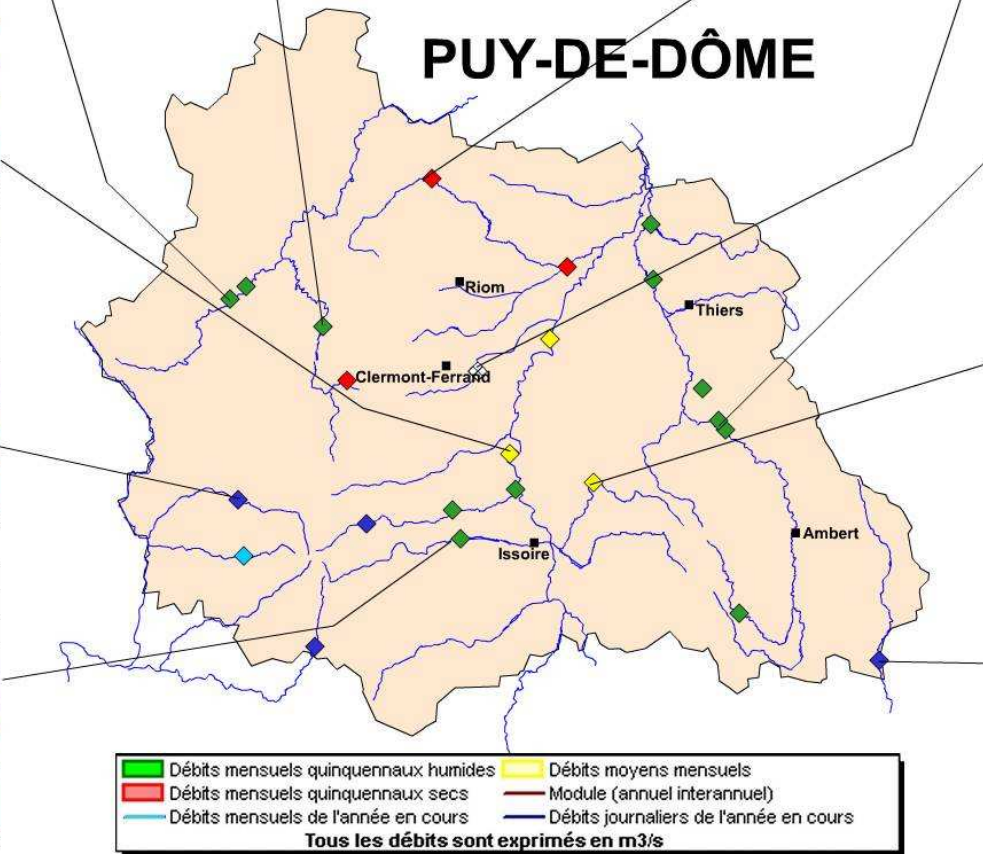 PUY-DE-DÔME
Riom
Thiers
Clermont-Ferrand
Ambert
Issoire
Débits mensuels quinquennaux humides
Débits moyens mensuels
Débits mensuels quinquennaux secs
Module (annuel interannuel)
Débits mensuels de l'année en cours
Débits journaliers de l'année en cours
Tous les débits sont exprimés en m3/s